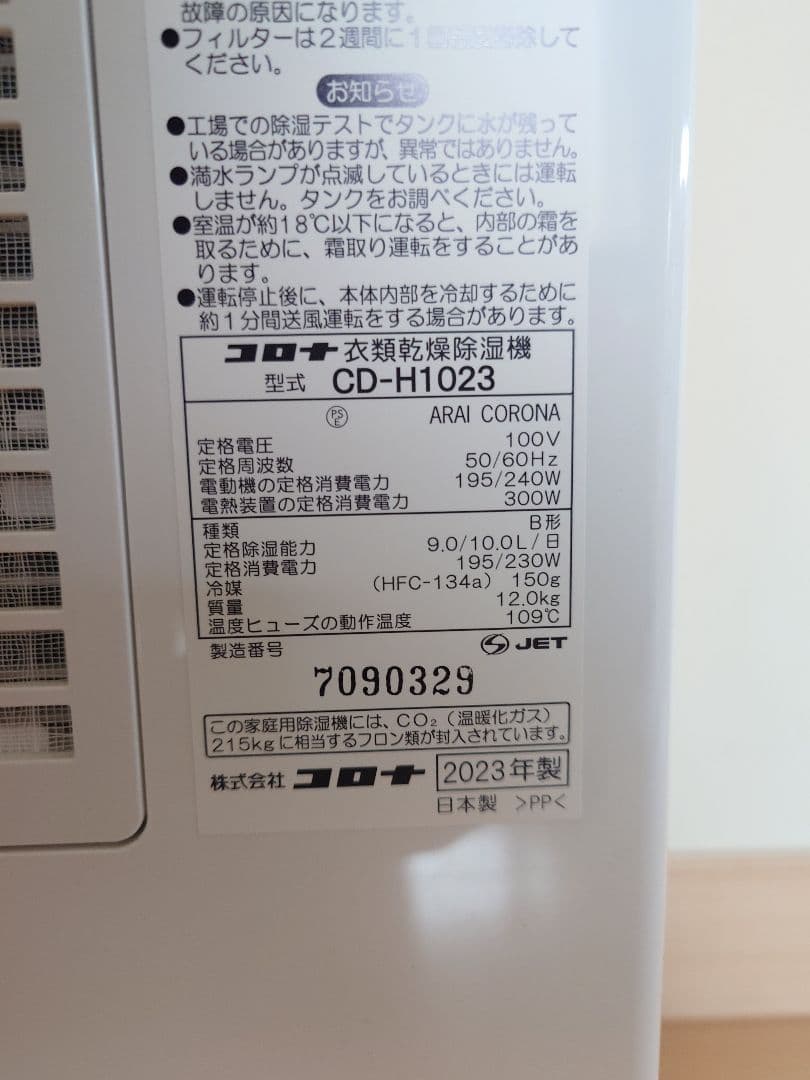 故障の原因になります。
●フィルターは2週間に1
してください。
お知らせ
●工場での除湿テストでタンクに水が残って
いる場合がありますが、異常ではありません。
●満水ランプが点滅しているときには運転
しません。タンクをお調べください。
●室温が約18℃以下になると、内部の霜を
取るために、霜取り運転をすることがあ
ります。
●運転停止後に、本体内部を冷却するために
約1分間送風運転をする場合があります。
コロナ 衣類乾燥除湿機
型式 CD-H1023
PSE ARAI CORONA
定格電圧 100V
定格周波数 50/60Hz
電動機の定格消費電力 195/240W
電熱装置の定格消費電力 300W
種類 B形
定格除湿能力 9.0/10.0L/日
定格消費電力 195/230W
冷媒 (HFC-134a) 150g
質量 12.0kg
温度ヒューズの動作温度 109℃
製造番号 JET
7090329
この家庭用除湿機には、CO₂(温暖化ガス)
215kgに相当するフロン類が封入されています。
株式会社 コロナ 2023年製
日本製 >PP<